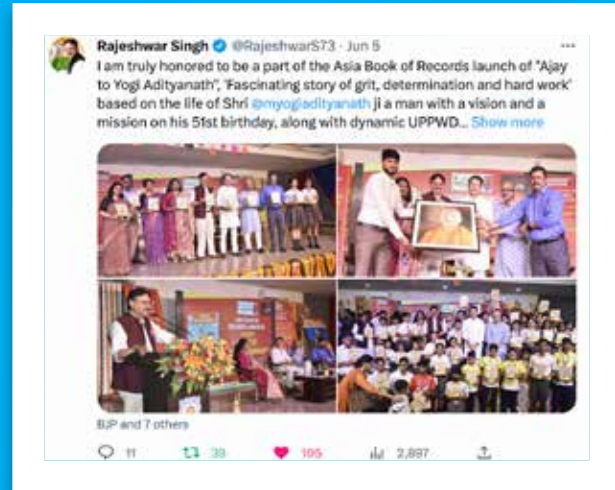 Rajeshwar Singh @RajeshwarS73 · Jun 5
I am truly honored to be a part of the Asia Book of Records launch of "Ajay
to Yogi Adityanath", 'Fascinating story of grit, determination and hard work'
based on the life of Shri @myogiadityanath ji a man with a vision and a
mission on his 51st birthday, along with dynamic UPPWD... Show more
BJP and 7 others
11 39 105 2,897